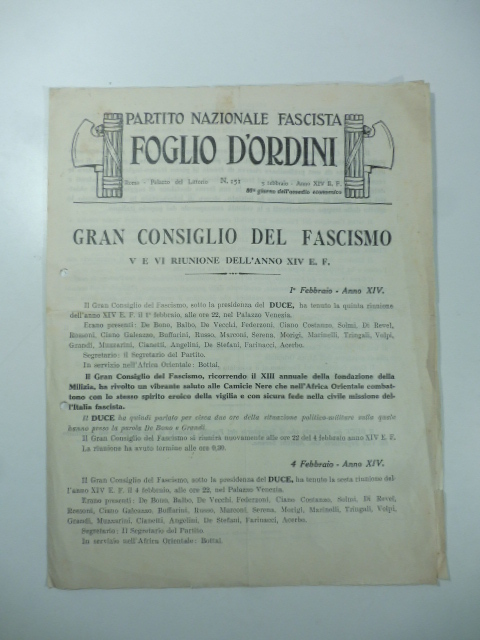 PARTITO NAZIONALE FASCISTA
FOGLIO D'ORDINI
Roma - Palazzo del Littorio N. 151 5 febbraio - Anno XIV E. F.
80º giorno dell'assedio economico
GRAN CONSIGLIO DEL FASCISMO
V E VI RIUNIONE DELL'ANNO XIV E. F.
1º Febbraio - Anno XIV.
Il Gran Consiglio del Fascismo, sotto la presidenza del DUCE, ha tenuto la quinta riunione
dell'anno XIV E. F. il 1º febbraio, alle ore 22, nel Palazzo Venezia.
Erano presenti: De Bono, Balbo, De Vecchi, Federzoni, Ciano Costanzo, Solmi, Di Revel,
Rossoni, Ciano Galeazzo, Buffarini, Russo, Marconi, Serena, Morigi, Marinelli, Tringali, Volpi,
Grandi, Muzzarini, Cianetti, Angelini, De Stefani, Farinacci, Acerbo.
Segretario: il Segretario del Partito.
In servizio nell'Africa Orientale: Bottai.
Il Gran Consiglio del Fascismo, ricorrendo il XIII annuale della fondazione della
Milizia, ha rivolto un vibrante saluto alle Camicie Nere che nell'Africa Orientale combat-
tono con lo stesso spirito eroico della vigilia e con sicura fede nella civile missione del-
l'Italia fascista.
Il DUCE ha quindi parlato per circa due ore della situazione politico-militare sulla quale
hanno preso la parola De Bono e Grandi.
Il Gran Consiglio del Fascismo si riunirà nuovamente alle ore 22 del 4 febbraio anno XIV E. F.
La riunione ha avuto termine alle ore 0,30.
4 Febbraio - Anno XIV.
Il Gran Consiglio del Fascismo, sotto la presidenza del DUCE, ha tenuto la sesta riunione del-
l'anno XIV E. F. il 4 febbraio, alle ore 22, nel Palazzo Venezia.
Erano presenti: De Bono, Balbo, De Vecchi, Federzoni, Ciano Costanzo, Solmi, Di Revel,
Rossoni, Ciano Galeazzo, Buffarini, Russo, Marconi, Serena, Morigi, Marinelli, Tringali, Volpi,
Grandi, Muzzarini, Cianetti, Angelini, De Stefani, Farinacci, Acerbo.
Segretario: Il Segretario del Partito.
In servizio nell'Africa Orientale: Bottai.